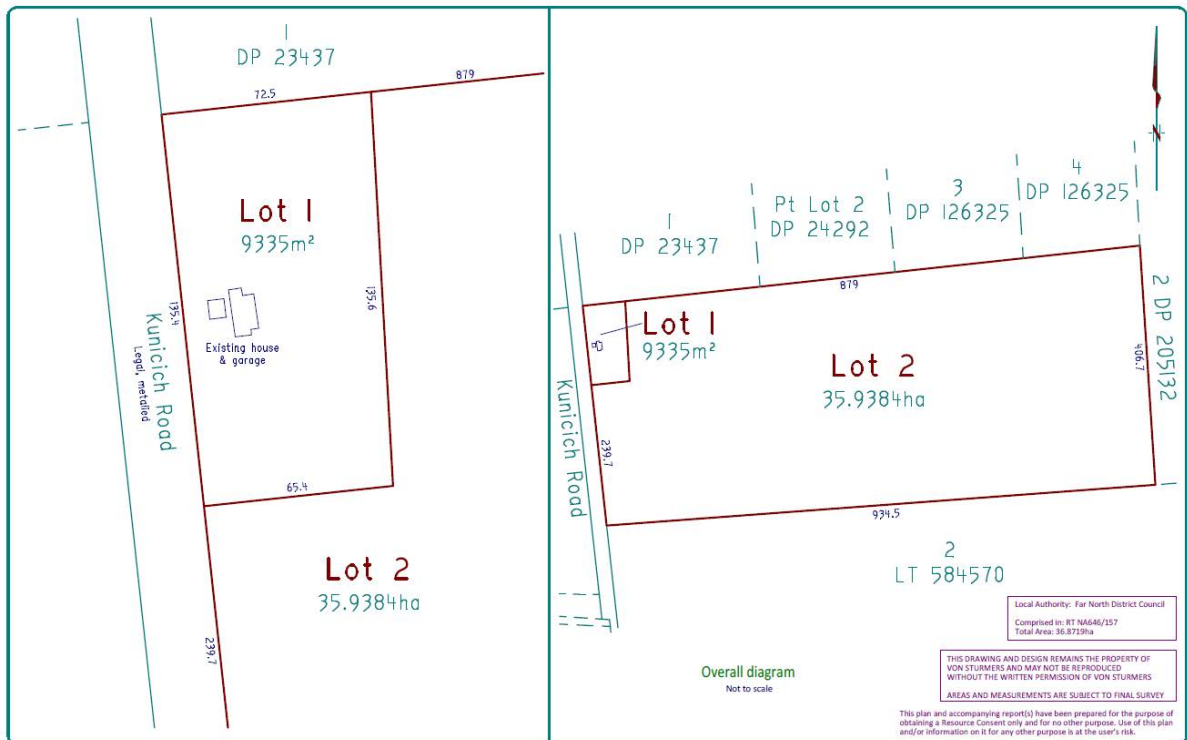 1
DP 23437
72.5
879
Lot 1
9335m²
135.4
135.6
Existing house
& garage
Kunicich Road
Legal, metalled
65.4
Lot 2
35.9384ha
239.7
N
1
DP 23437
Pt Lot 2
DP 24292
3
DP 126325
4
DP 126325
879
Lot 1
9335m²
Lot 2
35.9384ha
406.7
2 DP 205132
Kunicich Road
239.7
934.5
2
LT 584570
Overall diagram
Not to scale
Local Authority: Far North District Council
Comprised in: RT NA646/157
Total Area: 36.8719ha
THIS DRAWING AND DESIGN REMAINS THE PROPERTY OF
VON STURMERS AND MAY NOT BE REPRODUCED
WITHOUT THE WRITTEN PERMISSION OF VON STURMERS
AREAS AND MEASUREMENTS ARE SUBJECT TO FINAL SURVEY
This plan and accompanying report(s) have been prepared for the purpose of
obtaining a Resource Consent only and for no other purpose. Use of this plan
and/or information on it for any other purpose is at the user's risk.